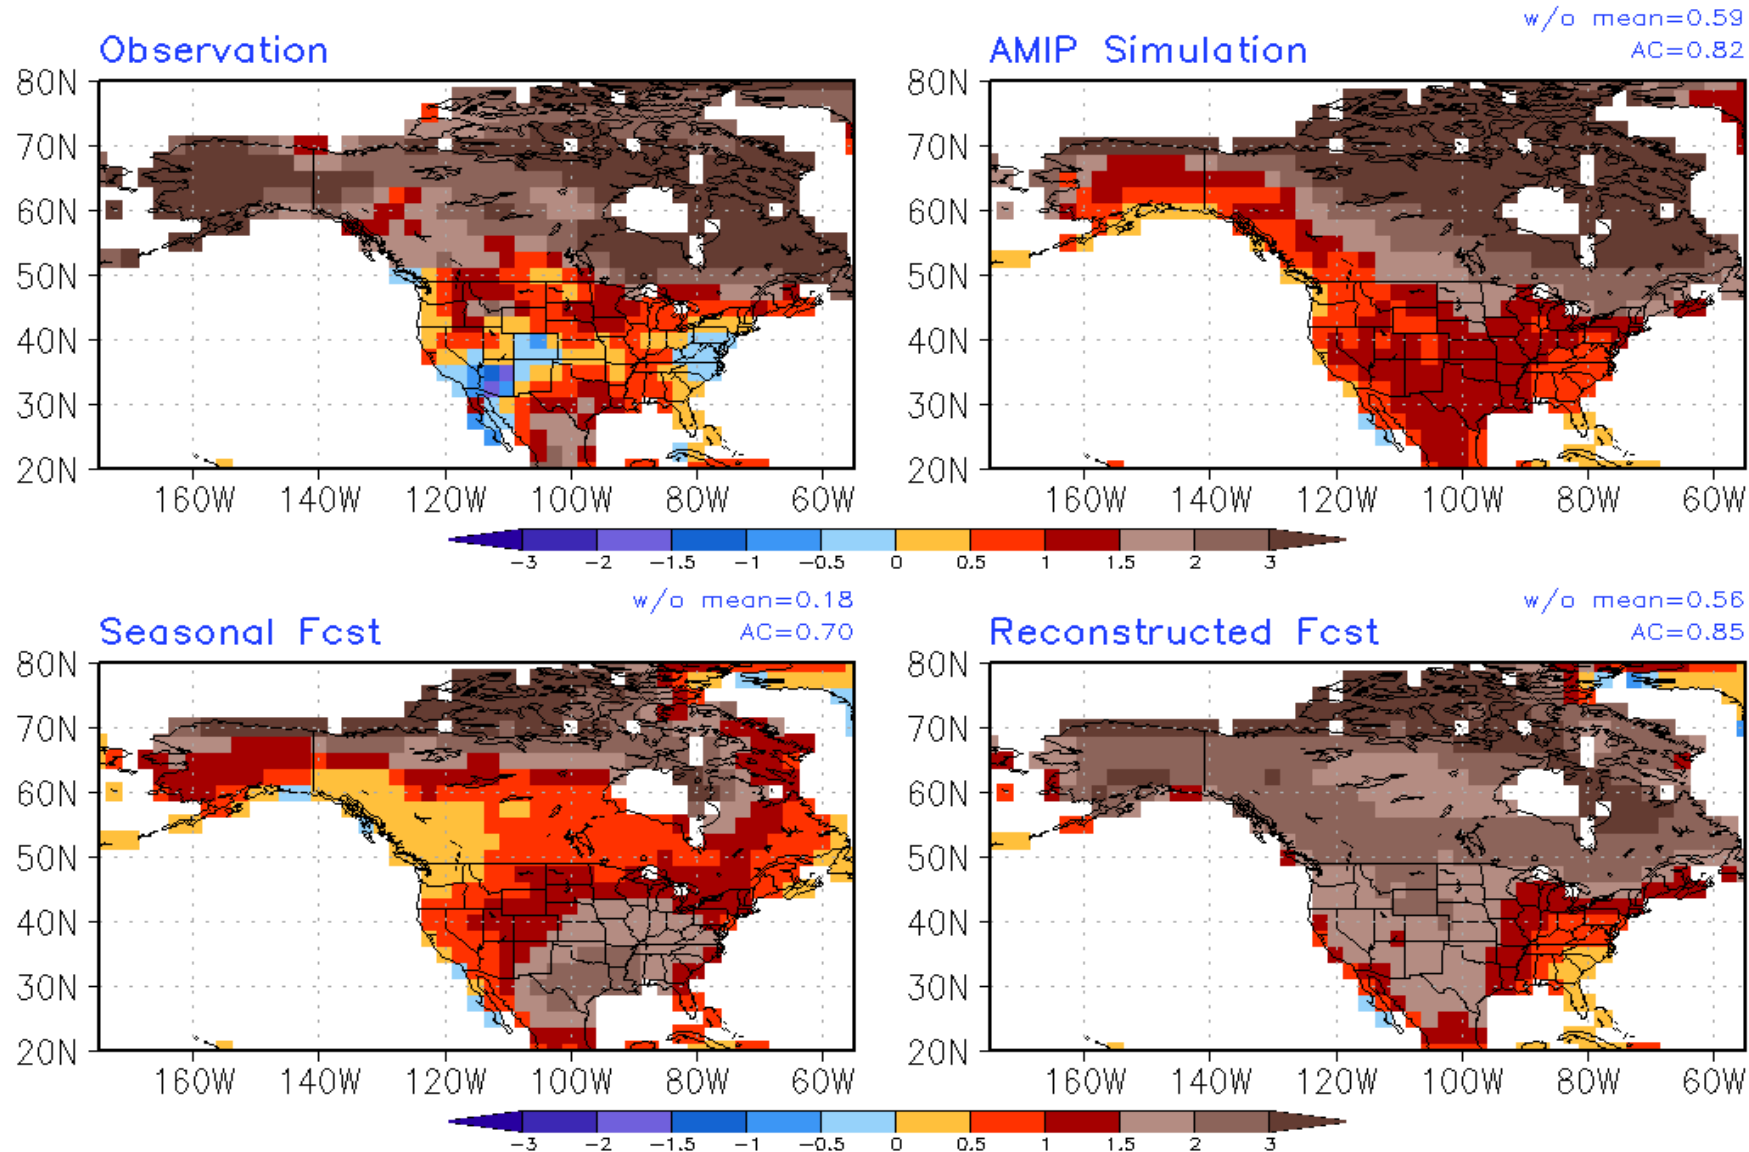 w/o mean=0.59
Observation
AMIP Simulation
AC=0.82
80N
70N
60N
50N
40N
30N
20N
160W 140W 120W 100W 80W 60W
80N
70N
60N
50N
40N
30N
20N
160W 140W 120W 100W 80W 60W
-3 -2 -1.5 -1 -0.5 0 0.5 1 1.5 2 3
w/o mean=0.18
Seasonal Fcst
AC=0.70
w/o mean=0.56
Reconstructed Fcst
AC=0.85
80N
70N
60N
50N
40N
30N
20N
160W 140W 120W 100W 80W 60W
80N
70N
60N
50N
40N
30N
20N
160W 140W 120W 100W 80W 60W
-3 -2 -1.5 -1 -0.5 0 0.5 1 1.5 2 3